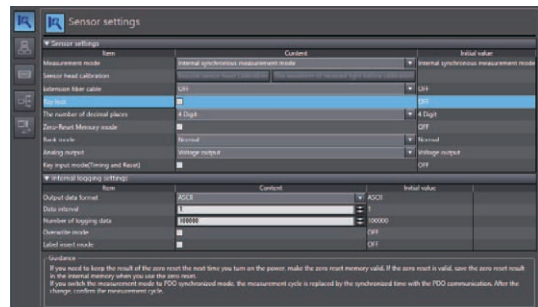 Sensor settings
▼ Sensor settings
Item Content Initial value
Measurement mode Internal synchronous measurement mode Internal synchronous measurement mode
Sensor head calibration
Extension fiber cable OFF OFF
Key lock OFF
The number of decimal places 4 Digit 4 Digit
Zero-Reset Memory mode OFF
Bank mode Normal Normal
Analog output Voltage output Voltage output
Key input mode(Timing and Reset) OFF
▼ Internal logging settings
Item Content Initial value
Output data format ASCII ASCII
Data interval 1 1
Number of logging data 100000 100000
Overwrite mode OFF
Label insert mode OFF
Guidance
If you need to keep the result of the zero reset the next time you turn on the power, make the zero reset memory valid. If the zero reset is valid, save the zero reset result
in the internal memory when you use the zero reset.
If you switch the measurement mode to PDO synchronized mode, the measurement cycle is replaced by the synchronized time with the PDO communication. After the
change, confirm the measurement cycle.